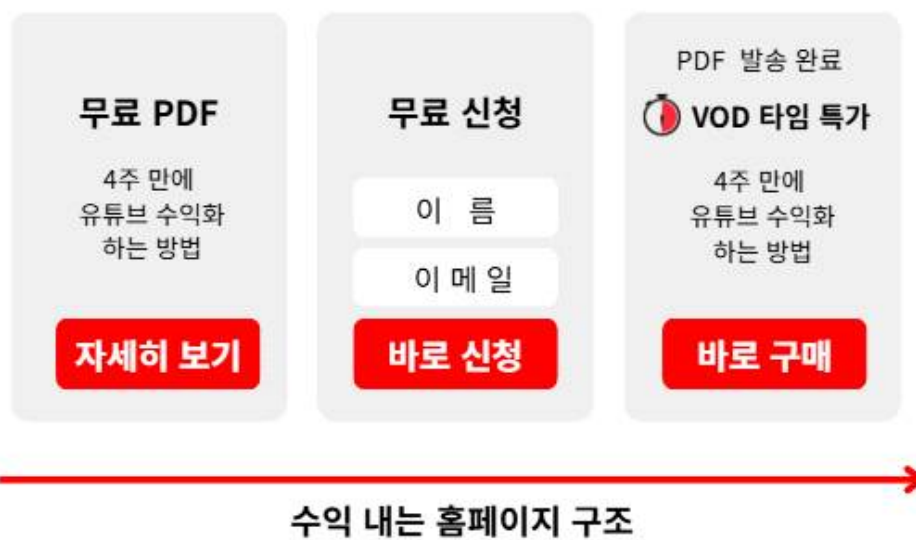 무료 PDF
4주 만에
유튜브 수익화
하는 방법
자세히 보기
무료 신청
이 름
이 메 일
바로 신청
PDF 발송 완료
VOD 타임 특가
4주 만에
유튜브 수익화
하는 방법
바로 구매
수익 내는 홈페이지 구조